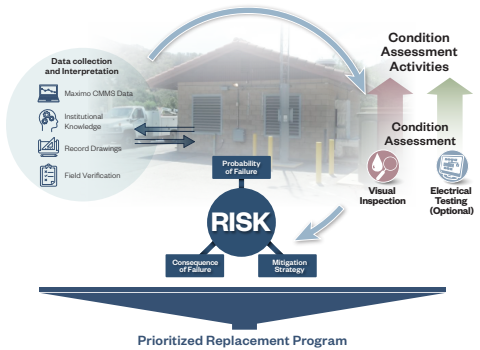 Data collection
and Interpretation
Maximo CMMS Data
Institutional
Knowledge
Record Drawings
Field Verification
Condition
Assessment
Activities
Condition
Assessment
Visual
Inspection
Electrical
Testing
(Optional)
Probability
of Failure
RISK
Consequence
of Failure
Mitigation
Strategy
Prioritized Replacement Program